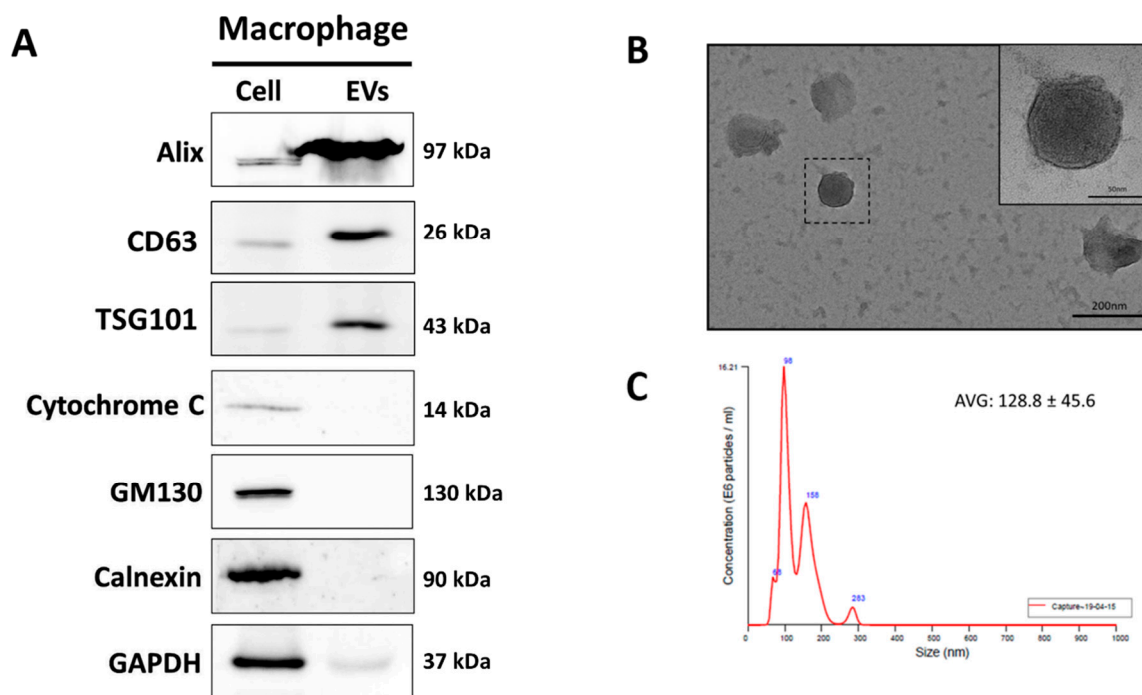 A
Macrophage
Cell EVs
Alix 97 kDa
CD63 26 kDa
TSG101 43 kDa
Cytochrome C 14 kDa
GM130 130 kDa
Calnexin 90 kDa
GAPDH 37 kDa
B
50nm
200nm
C
AVG: 128.8 ± 45.6
16.21
98
158
68
283
Concentration (E6 particles / ml)
Capture-19-04-15
0 100 200 300 400 500 600 700 800 900 1000
Size (nm)